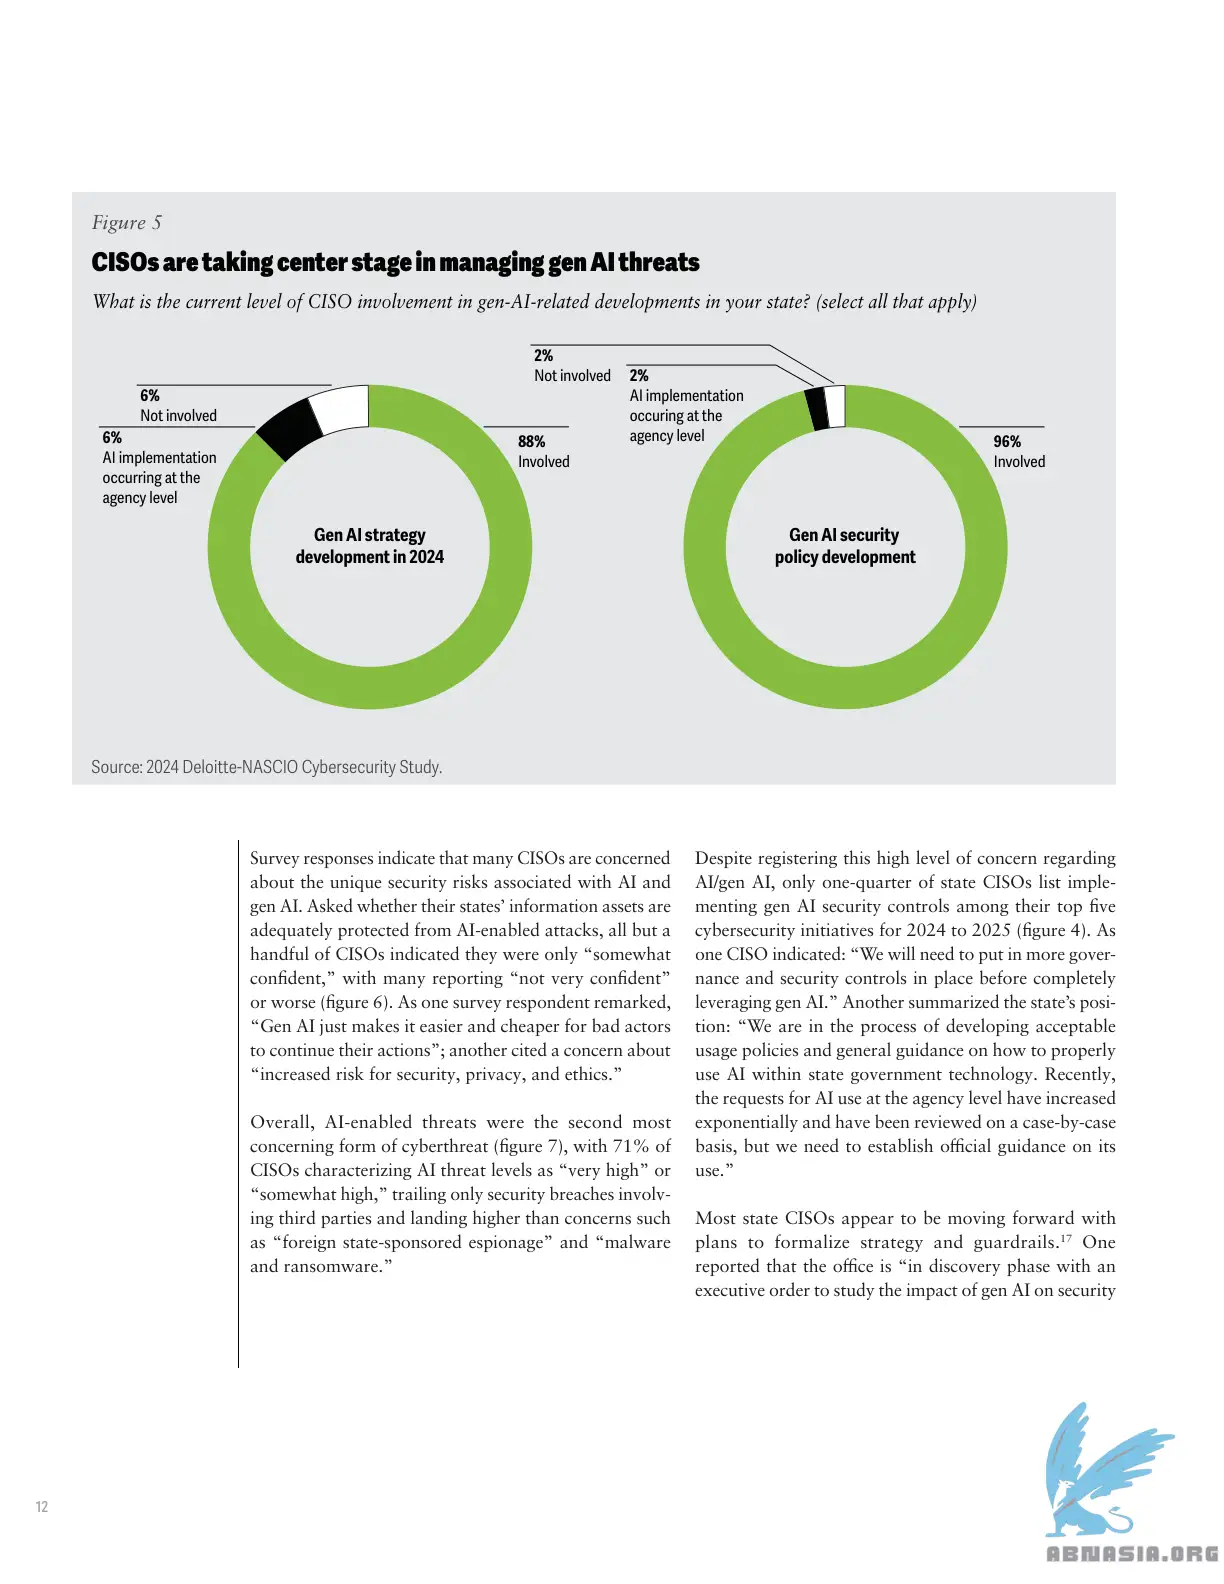 Figure 5
CISOs are taking center stage in managing gen AI threats
What is the current level of CISO involvement in gen-AI-related developments in your state? (select all that apply)
6%
Not involved
6%
AI implementation
occurring at the
agency level
88%
Involved
Gen AI strategy
development in 2024
2%
Not involved
2%
AI implementation
occuring at the
agency level
96%
Involved
Gen AI security
policy development
Source: 2024 Deloitte-NASCIO Cybersecurity Study.
Survey responses indicate that many CISOs are concerned
about the unique security risks associated with AI and
gen AI. Asked whether their states’ information assets are
adequately protected from AI-enabled attacks, all but a
handful of CISOs indicated they were only “somewhat
confident,” with many reporting “not very confident”
or worse (figure 6). As one survey respondent remarked,
“Gen AI just makes it easier and cheaper for bad actors
to continue their actions”; another cited a concern about
“increased risk for security, privacy, and ethics.”
Overall, AI-enabled threats were the second most
concerning form of cyberthreat (figure 7), with 71% of
CISOs characterizing AI threat levels as “very high” or
“somewhat high,” trailing only security breaches involv-
ing third parties and landing higher than concerns such
as “foreign state-sponsored espionage” and “malware
and ransomware.”
Despite registering this high level of concern regarding
AI/gen AI, only one-quarter of state CISOs list imple-
menting gen AI security controls among their top five
cybersecurity initiatives for 2024 to 2025 (figure 4). As
one CISO indicated: “We will need to put in more gover-
nance and security controls in place before completely
leveraging gen AI.” Another summarized the state’s posi-
tion: “We are in the process of developing acceptable
usage policies and general guidance on how to properly
use AI within state government technology. Recently,
the requests for AI use at the agency level have increased
exponentially and have been reviewed on a case-by-case
basis, but we need to establish official guidance on its
use.”
Most state CISOs appear to be moving forward with
plans to formalize strategy and guardrails.17 One
reported that the office is “in discovery phase with an
executive order to study the impact of gen AI on security
12
ABNASIA.ORG